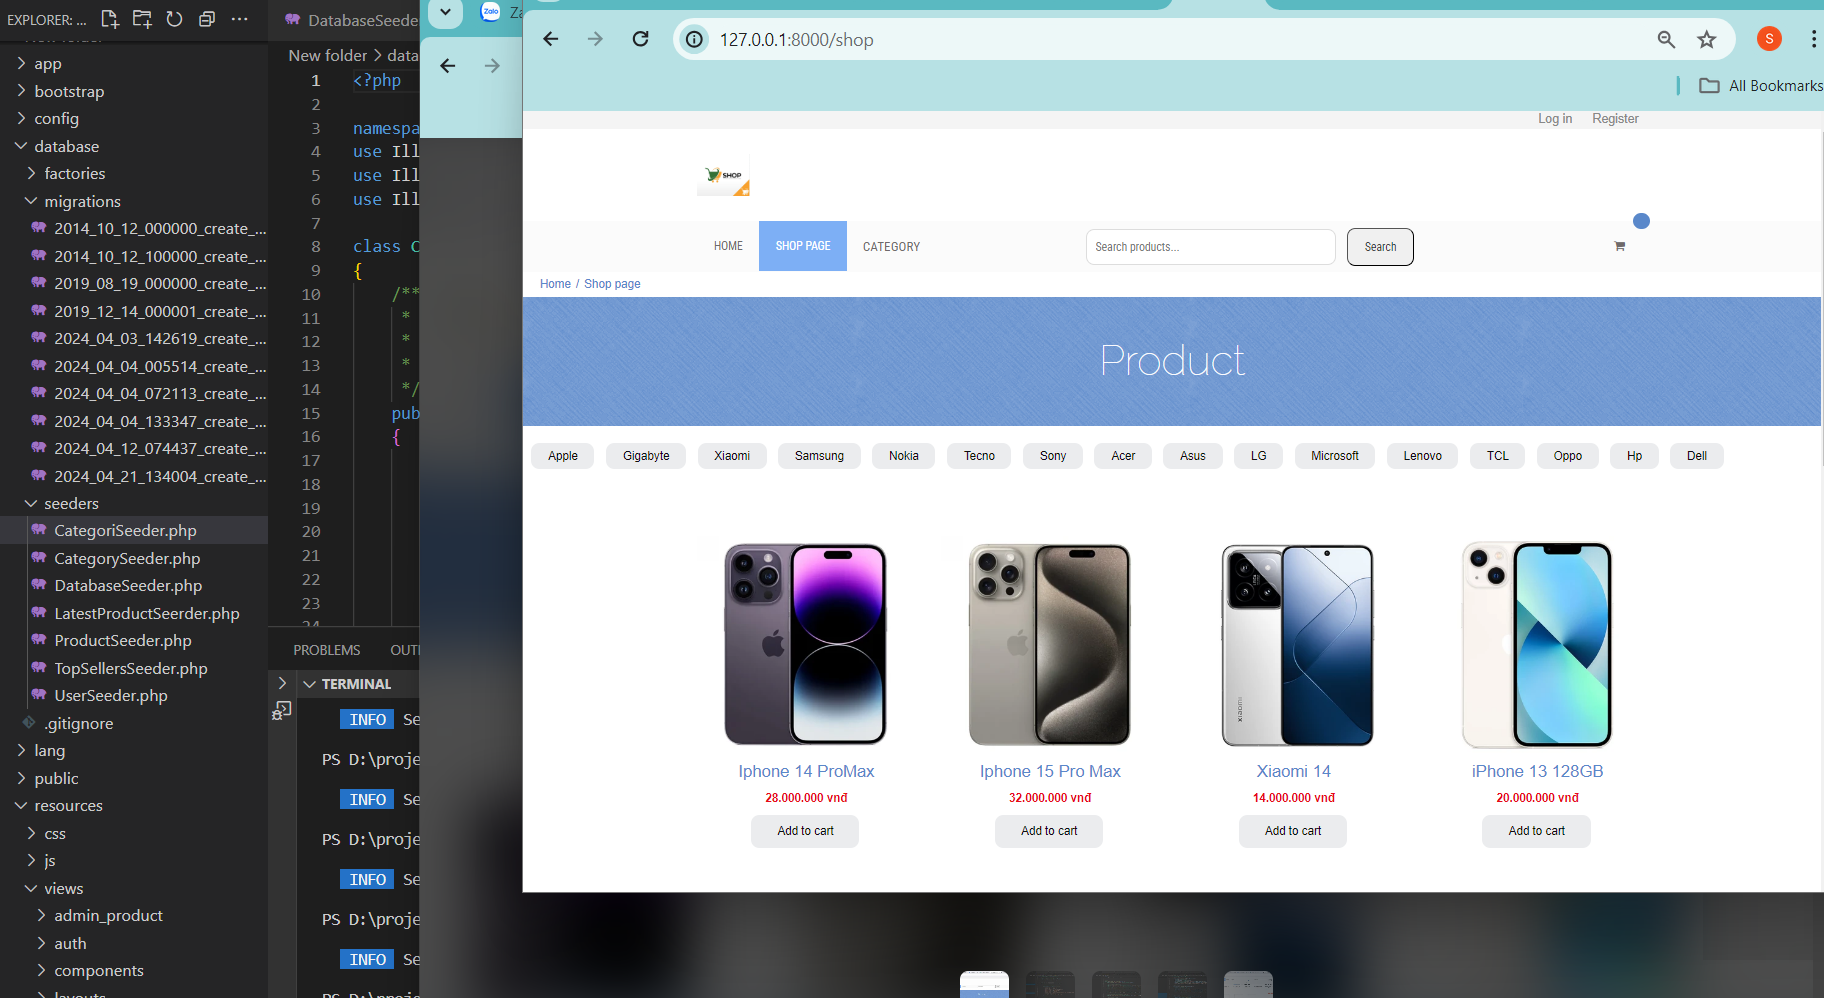 EXPLORER: ...
app
bootstrap
config
database
factories
migrations
2014_10_12_000000_create_...
2014_10_12_100000_create_...
2019_08_19_000000_create_...
2019_12_14_000001_create_...
2024_04_03_142619_create_...
2024_04_04_005514_create_...
2024_04_04_072113_create_...
2024_04_04_133347_create_...
2024_04_12_074437_create_...
2024_04_21_134004_create_...
seeders
CategoriSeeder.php
CategorySeeder.php
DatabaseSeeder.php
LatestProductSeerder.php
ProductSeeder.php
TopSellersSeeder.php
UserSeeder.php
.gitignore
lang
public
resources
css
js
views
admin_product
auth
components
layouts
DatabaseSeede
New folder > data
1 <?php
2
3 namespa
4 use Ill
5 use Ill
6 use Ill
7
8 class C
9 {
10 /**
11 *
12 *
13 *
14 */
15 pub
16 {
17
18
19
20
21
22
23
24
PROBLEMS OUT
TERMINAL
INFO Se
PS D:\proje
INFO Se
PS D:\proje
INFO Se
PS D:\proje
INFO Se
PS D:\proje
Zalo Za
127.0.0.1:8000/shop
S
All Bookmarks
Log in Register
SHOP
HOME SHOP PAGE CATEGORY Search products... Search
Home / Shop page
Product
Apple Gigabyte Xiaomi Samsung Nokia Tecno Sony Acer Asus LG Microsoft Lenovo TCL Oppo Hp Dell
xiaomi
Iphone 14 ProMax Iphone 15 Pro Max Xiaomi 14 iPhone 13 128GB
28.000.000 vnđ 32.000.000 vnđ 14.000.000 vnđ 20.000.000 vnđ
Add to cart Add to cart Add to cart Add to cart